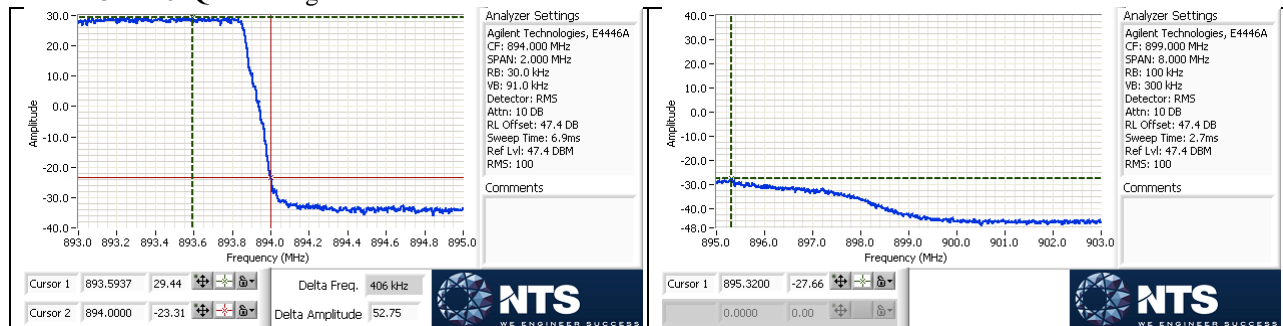 30.0
20.0
10.0
0.0
-10.0
-20.0
-30.0
-40.0
Amplitude
893.0 893.2 893.4 893.6 893.8 894.0 894.2 894.4 894.6 894.8 895.0
Frequency (MHz)
Analyzer Settings
Agilent Technologies, E4446A
CF: 894.000 MHz
SPAN: 2.000 MHz
RB: 30.0 kHz
VB: 91.0 kHz
Detector: RMS
Attn: 10 DB
RL Offset: 47.4 DB
Sweep Time: 6.9ms
Ref Lvl: 47.4 DBM
RMS: 100
Comments
Cursor 1 893.5937 29.44
Cursor 2 894.0000 -23.31
Delta Freq. 406 kHz
Delta Amplitude 52.75
NTS
WE ENGINEER SUCCESS
40.0
30.0
20.0
10.0
0.0
-10.0
-20.0
-30.0
-40.0
-48.0
Amplitude
895.0 896.0 897.0 898.0 899.0 900.0 901.0 902.0 903.0
Frequency (MHz)
Analyzer Settings
Agilent Technologies, E4446A
CF: 899.000 MHz
SPAN: 8.000 MHz
RB: 100 kHz
VB: 300 kHz
Detector: RMS
Attn: 10 DB
RL Offset: 47.4 DB
Sweep Time: 2.7ms
Ref Lvl: 47.4 DBM
RMS: 100
Comments
Cursor 1 895.3200 -27.66
0.0000 0.00
NTS
WE ENGINEER SUCCESS